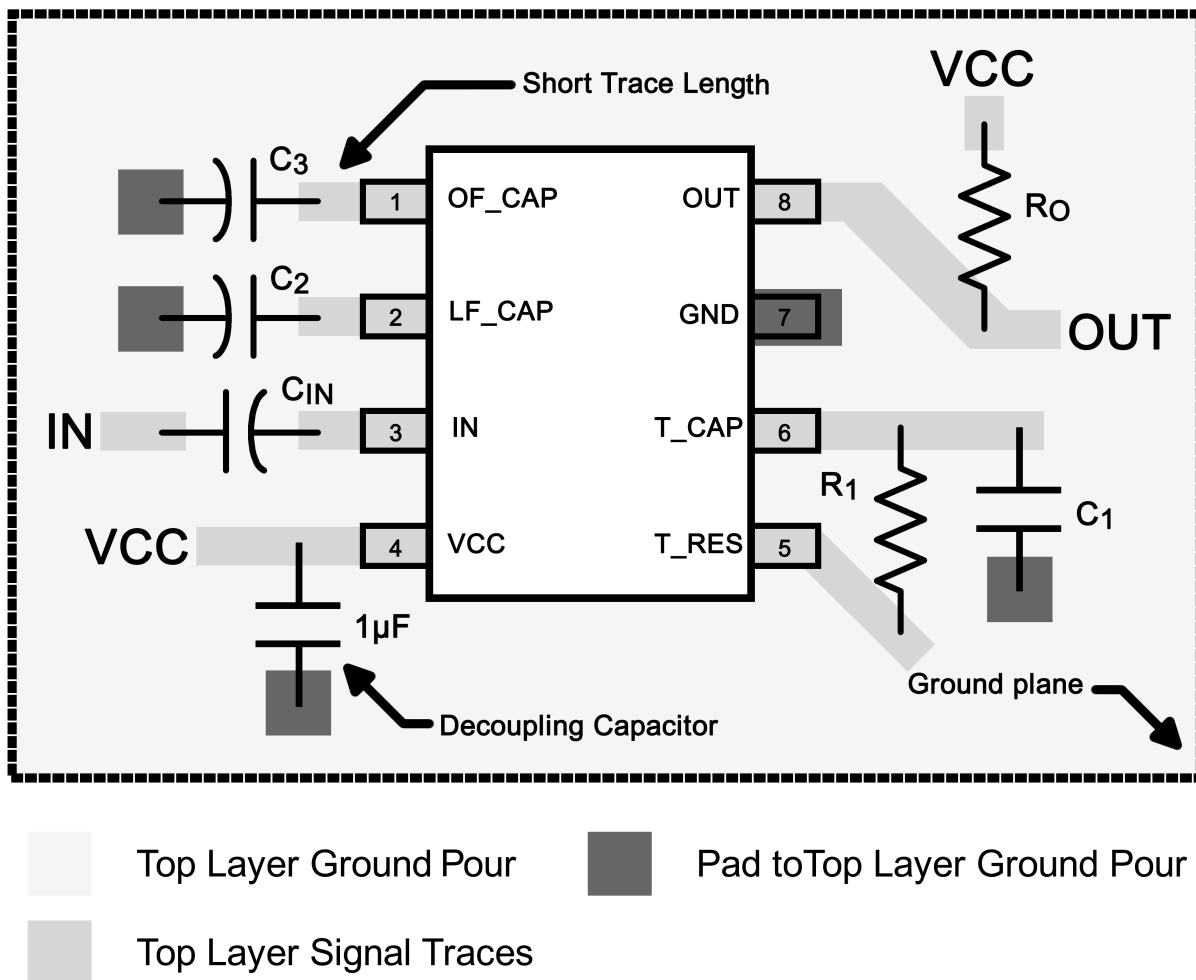 Short Trace Length
VCC
C3
1
OF_CAP
OUT
8
RO
C2
2
LF_CAP
GND
7
OUT
CIN
IN
3
IN
T_CAP
6
R1
C1
VCC
4
VCC
T_RES
5
1µF
Ground plane
Decoupling Capacitor
Top Layer Ground Pour
Pad toTop Layer Ground Pour
Top Layer Signal Traces